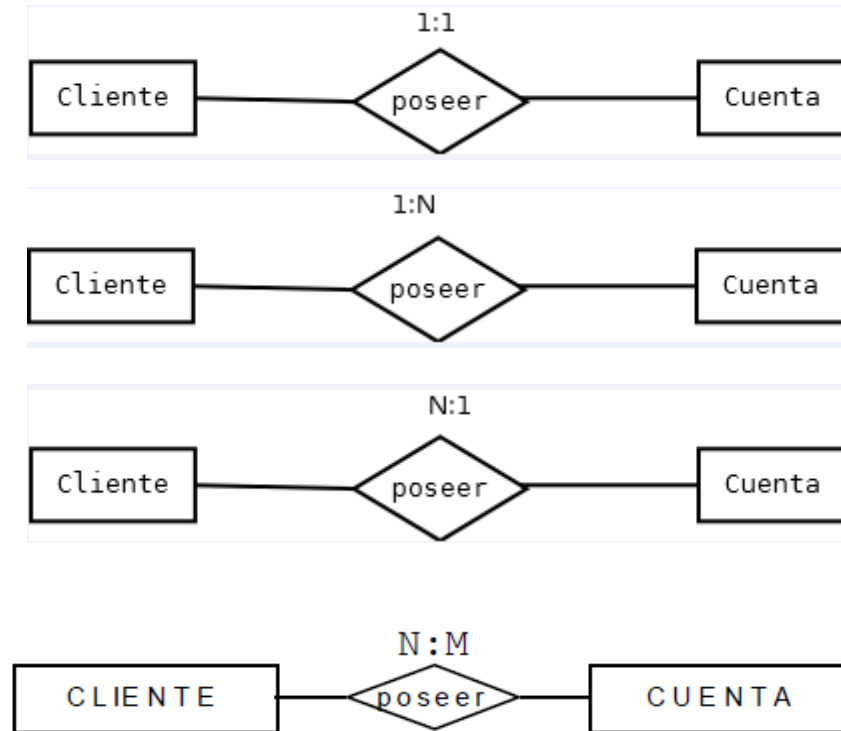 1:1
Cliente poseer Cuenta
1:N
Cliente poseer Cuenta
N:1
Cliente poseer Cuenta
N:M
CLIENTE poseer CUENTA